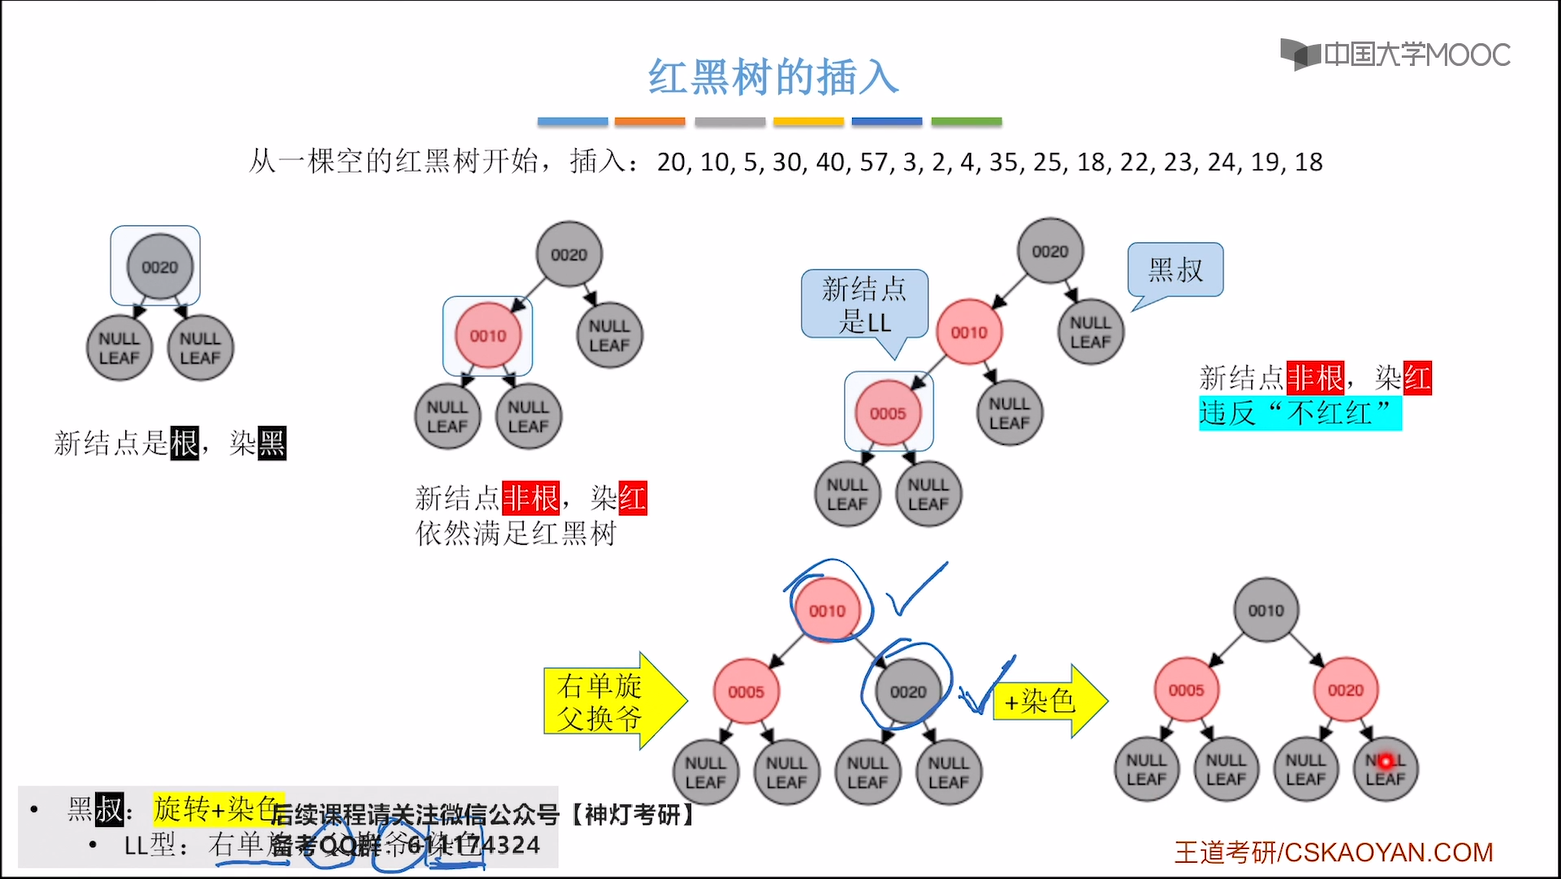 中国大学MOOC
红黑树的插入
从一棵空的红黑树开始，插入：20, 10, 5, 30, 40, 57, 3, 2, 4, 35, 25, 18, 22, 23, 24, 19, 18
0020
NULL LEAF
NULL LEAF
新结点是根，染黑
0020
0010
NULL LEAF
NULL LEAF
NULL LEAF
新结点非根，染红
依然满足红黑树
0020
黑叔
新结点
是LL
0010
NULL LEAF
0005
NULL LEAF
NULL LEAF
NULL LEAF
新结点非根，染红
违反“不红红”
右单旋
父换爷
0010
0005
0020
NULL LEAF
NULL LEAF
NULL LEAF
NULL LEAF
+染色
0010
0005
0020
NULL LEAF
NULL LEAF
NULL LEAF
NULL LEAF
• 黑叔：旋转+染色
• LL型：右单旋
后续课程请关注微信公众号【神灯考研】
备考QQ群：611174324
王道考研/CSKAOYAN.COM